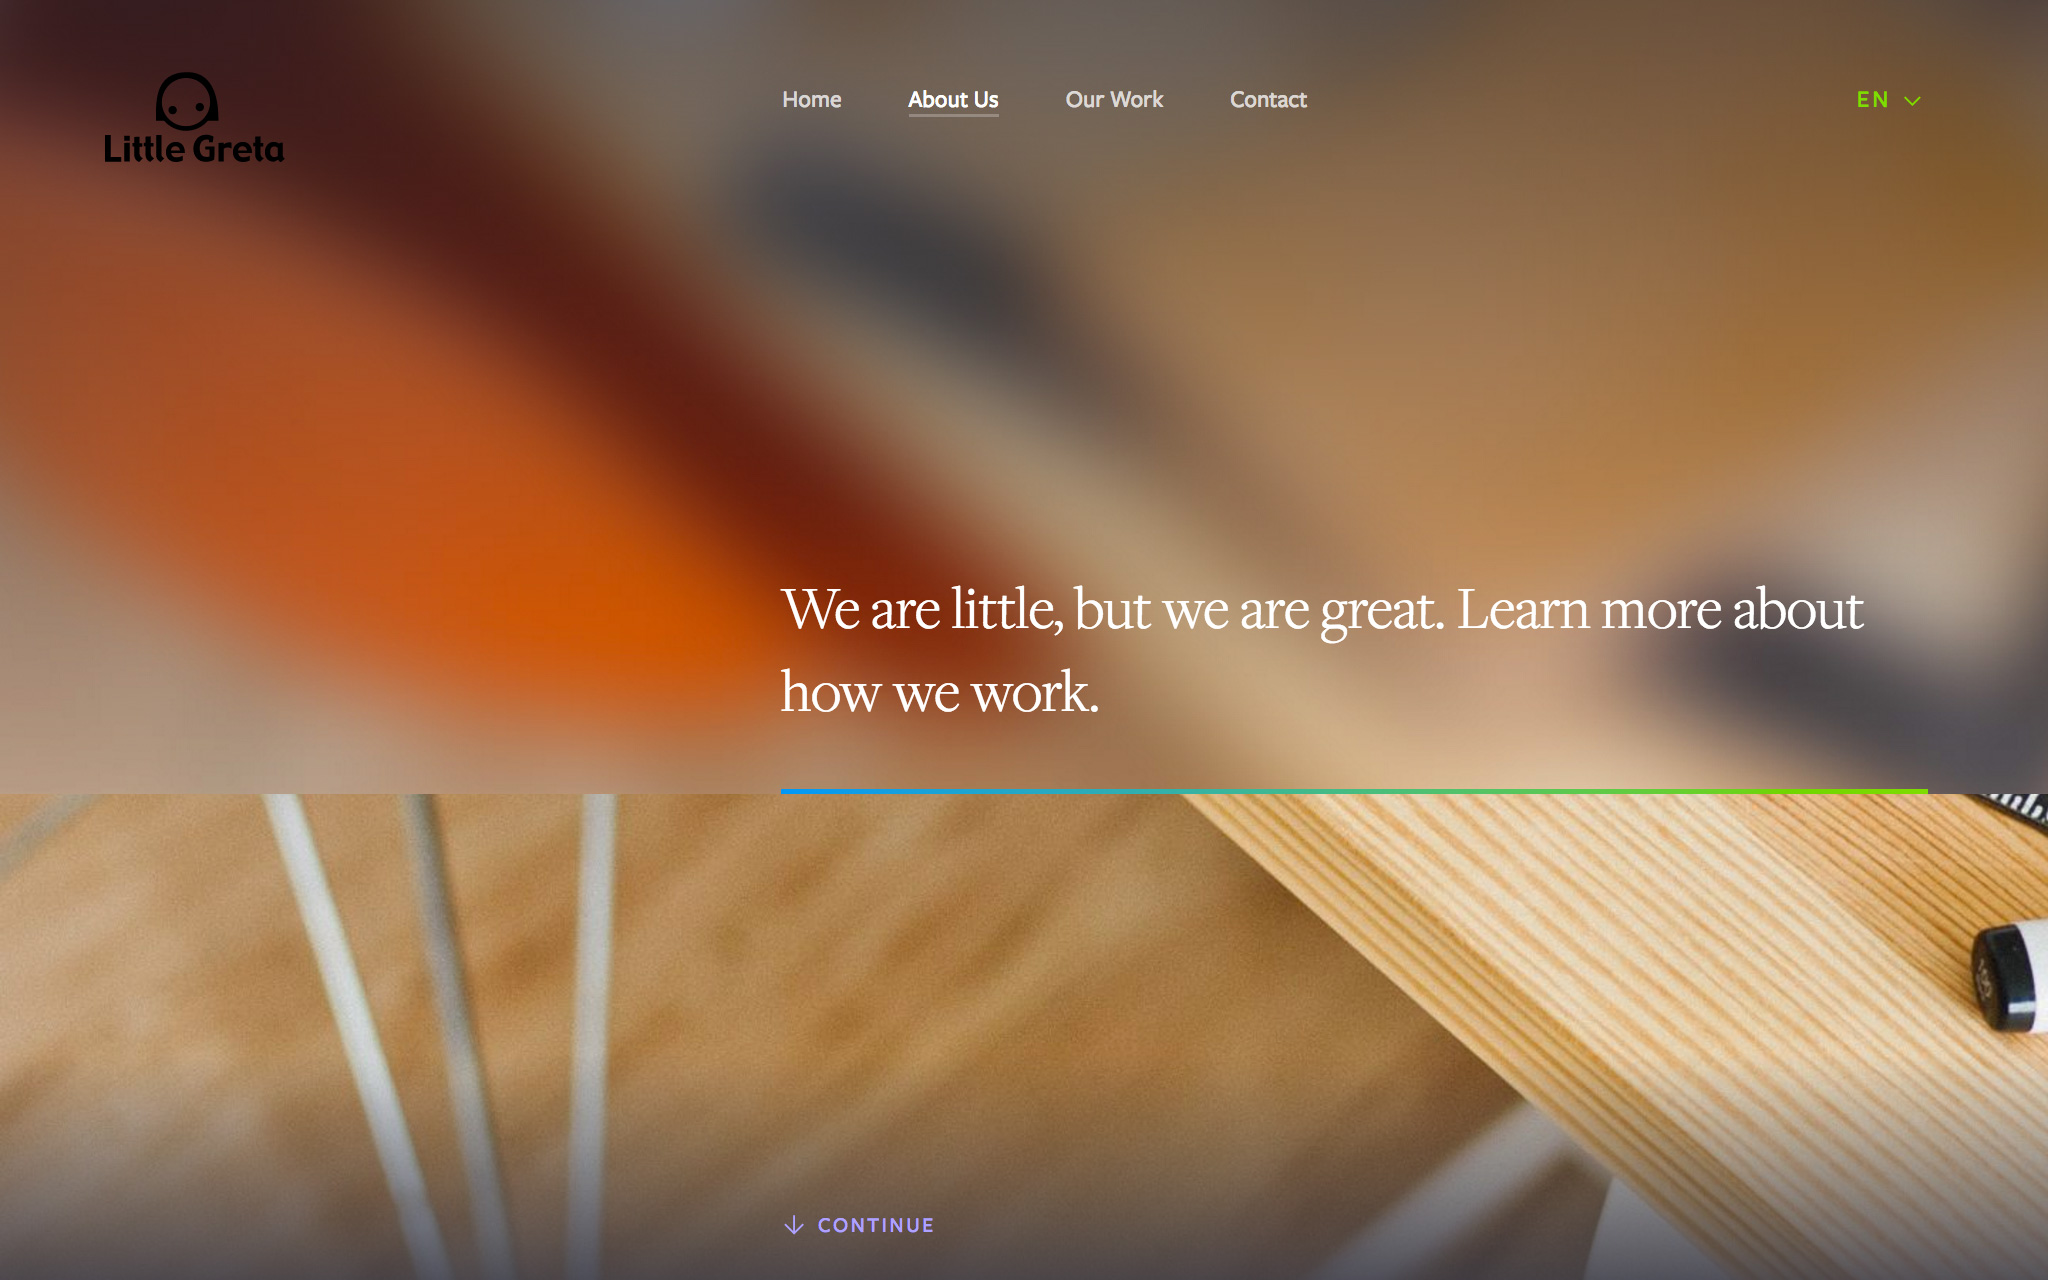 Little Greta
Home About Us Our Work Contact
EN
We are little, but we are great. Learn more about
how we work.
CONTINUE